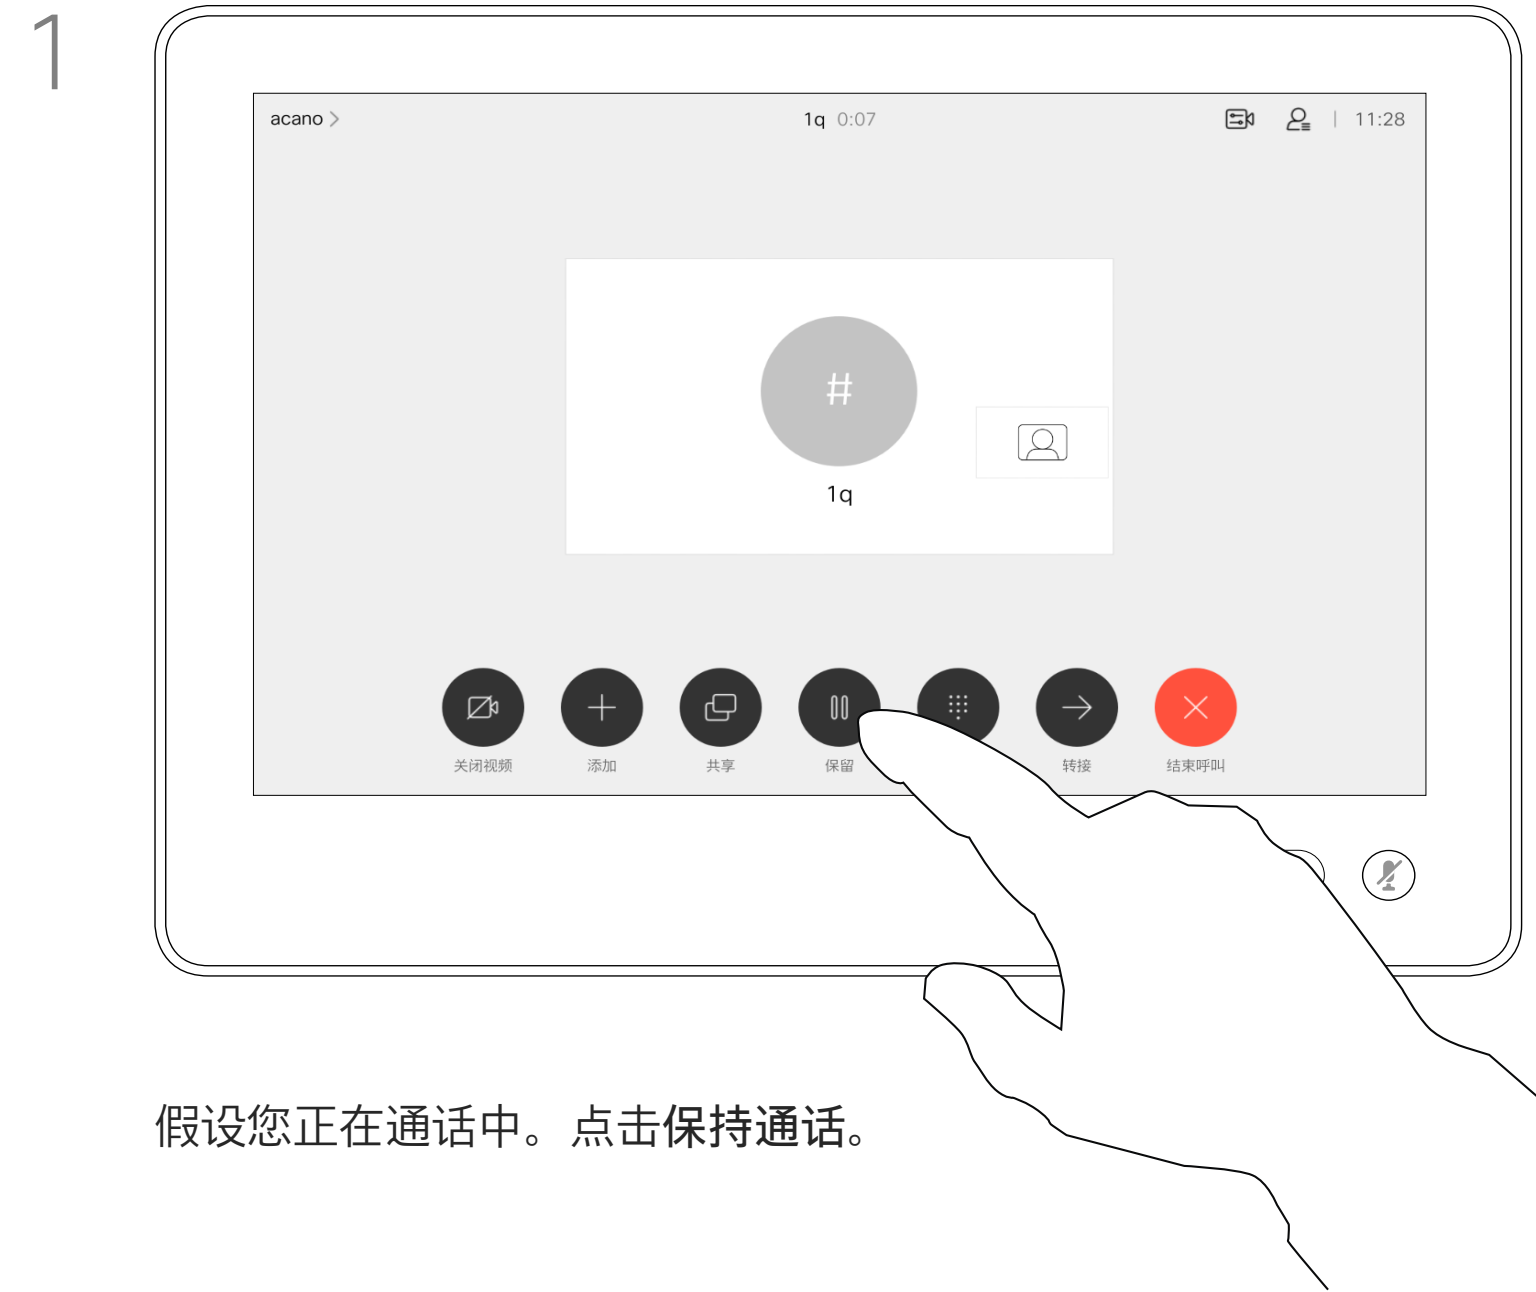 1
acano
1q 0:07
11:28
#
1q
关闭视频
添加
共享
保留
转接
结束呼叫
假设您正在通话中。点击保持通话。